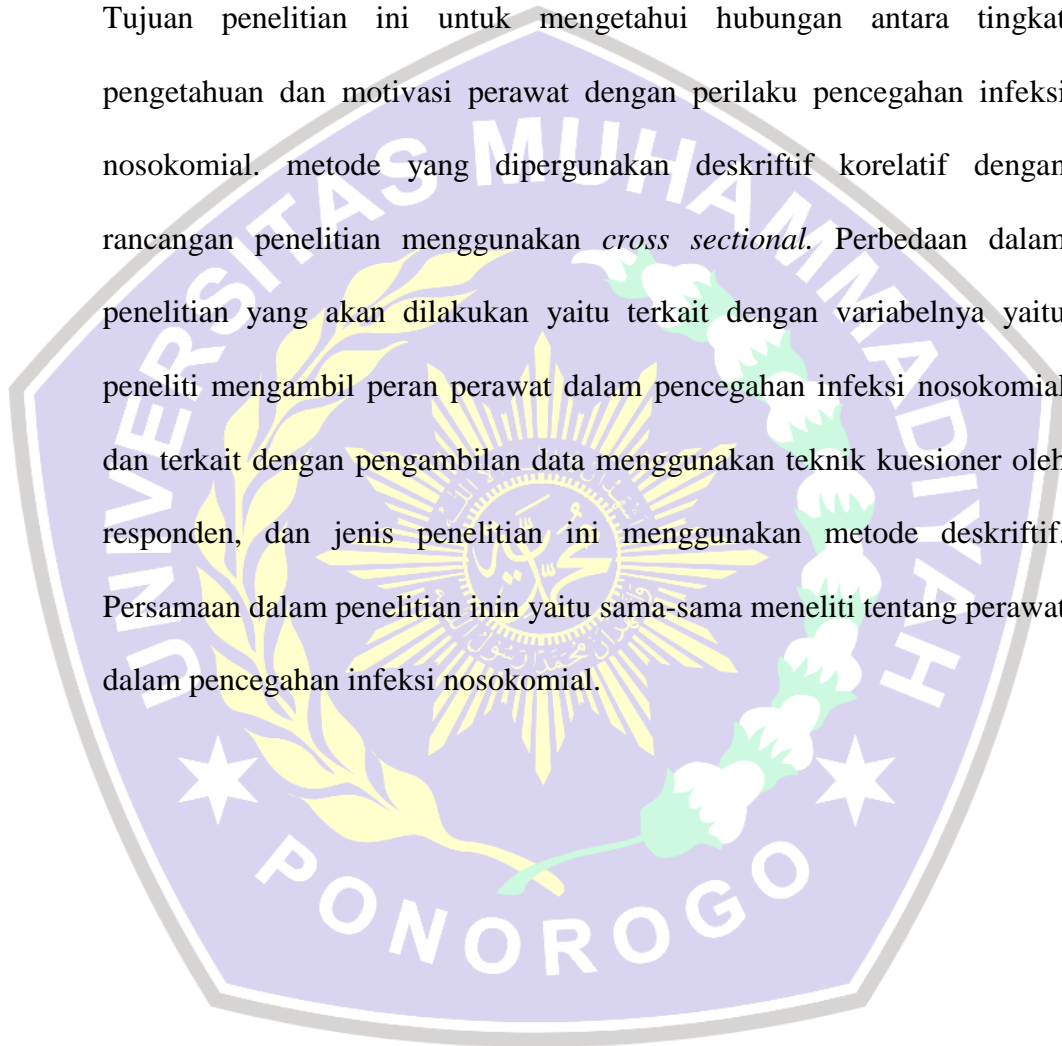 Tujuan penelitian ini untuk mengetahui hubungan antara tingkat
pengetahuan dan motivasi perawat dengan perilaku pencegahan infeksi
nosokomial. metode yang dipergunakan deskriftif korelatif dengan
rancangan penelitian menggunakan cross sectional. Perbedaan dalam
penelitian yang akan dilakukan yaitu terkait dengan variabelnya yaitu
peneliti mengambil peran perawat dalam pencegahan infeksi nosokomial
dan terkait dengan pengambilan data menggunakan teknik kuesioner oleh
responden, dan jenis penelitian ini menggunakan metode deskriftif.
Persamaan dalam penelitian inin yaitu sama-sama meneliti tentang perawat
dalam pencegahan infeksi nosokomial.
UNIVERSITAS MUHAMMADIYAH
PONOROGO